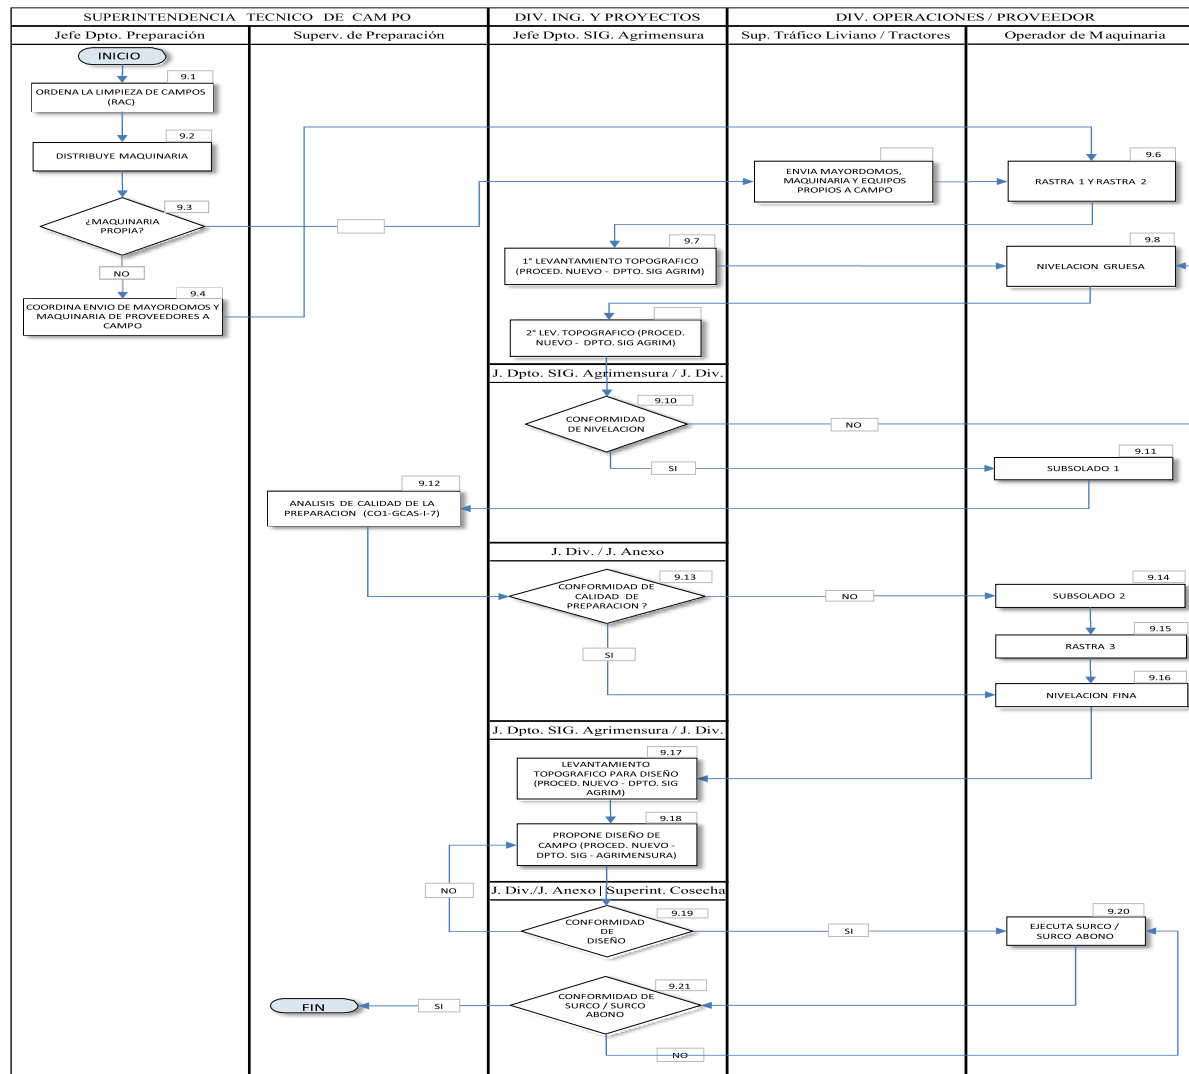 SUPERINTENDENCIA TECNICO DE CAM PO
DIV. ING. Y PROYECTOS
DIV. OPERACIONES / PROVEEDOR
Jefe Dpto. Preparación
Superv. de Preparación
Jefe Dpto. SIG. Agrimensura
Sup. Tráfico Liviano / Tractores
Operador de Maquinaria
INICIO
9.1
ORDENA LA LIMPIEZA DE CAMPOS
(RAC)
9.2
DISTRIBUYE MAQUINARIA
9.3
¿MAQUINARIA
PROPIA?
NO
9.4
COORDINA ENVIO DE MAYORDOMOS Y
MAQUINARIA DE PROVEEDORES A
CAMPO
ENVIA MAYORDOMOS,
MAQUINARIA Y EQUIPOS
PROPIOS A CAMPO
9.6
RASTRA 1 Y RASTRA 2
9.7
1° LEVANTAMIENTO TOPOGRAFICO
(PROCED. NUEVO - DPTO. SIG AGRIM)
9.8
NIVELACION GRUESA
2° LEV. TOPOGRAFICO (PROCED.
NUEVO - DPTO. SIG AGRIM)
J. Dpto. SIG. Agrimensura / J. Div.
9.10
CONFORMIDAD
DE NIVELACION
NO
SI
9.11
SUBSOLADO 1
9.12
ANALISIS DE CALIDAD DE LA
PREPARACION (CO1-GCAS-I-7)
J. Div. / J. Anexo
9.13
CONFORMIDAD DE
CALIDAD DE
PREPARACION ?
NO
SI
9.14
SUBSOLADO 2
9.15
RASTRA 3
9.16
NIVELACION FINA
J. Dpto. SIG. Agrimensura / J. Div.
9.17
LEVANTAMIENTO
TOPOGRAFICO PARA DISEÑO
(PROCED. NUEVO - DPTO. SIG
AGRIM)
9.18
PROPONE DISEÑO DE
CAMPO (PROCED. NUEVO -
DPTO. SIG - AGRIMENSURA)
NO
J. Div./J. Anexo | Superint. Cosecha
9.19
CONFORMIDAD
DE
DISEÑO
SI
9.20
EJECUTA SURCO /
SURCO ABONO
9.21
CONFORMIDAD DE
SURCO / SURCO
ABONO
SI
FIN
NO